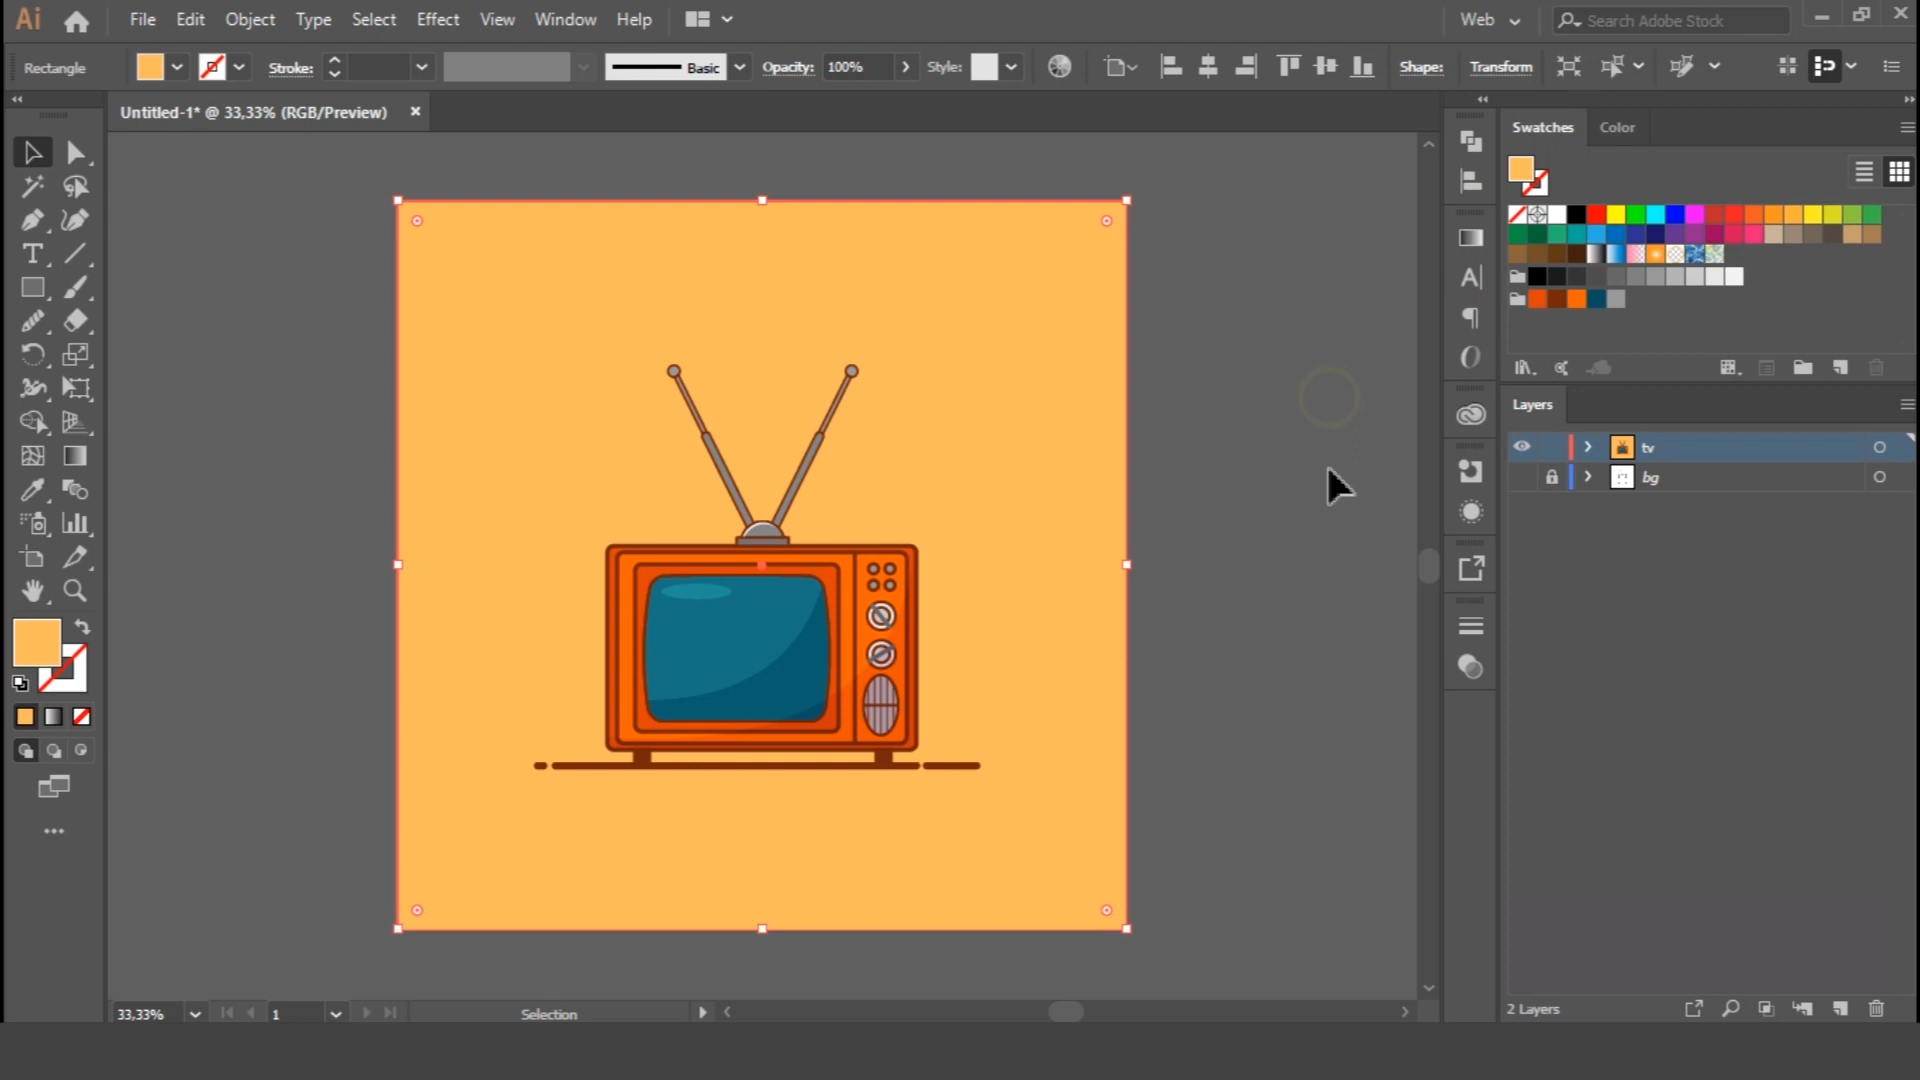 Ai File Edit Object Type Select Effect View Window Help Web Search Adobe Stock
Rectangle Stroke: Basic Opacity: 100% Style: Shape: Transform
Untitled-1* @ 33,33% (RGB/Preview)
Swatches Color
Layers
tv
bg
33,33% 1 Selection
2 Layers